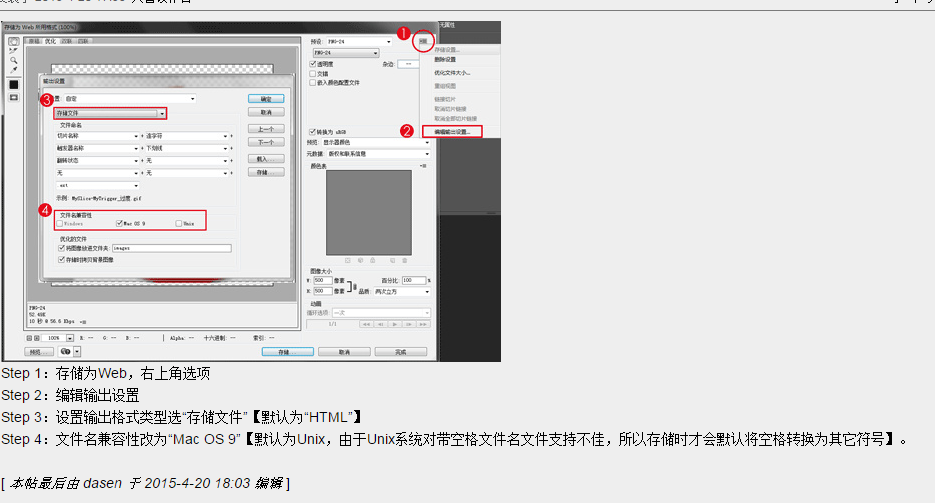 存储为 Web 所用格式 (100%)
原稿 优化 双联 四联
预设: PNG-24
PNG-24
透明度
杂边: --
交错
嵌入颜色配置文件
转换为 sRGB
预览: 显示器颜色
元数据: 版权和联系信息
颜色表
图像大小
500 像素
500 像素
百分比: 100 %
品质: 两次立方
动画
循环选项: 一次
1/1
1
存储设置...
删除设置
优化文件大小...
重组视图
链接切片
取消切片链接
取消全部切片链接
2
编辑输出设置...
输出设置
置: 自定
确定
取消
上一个
下一个
载入...
存储...
3
存储文件
文件命名
切片名称 + 连字符 +
触发器名称 + 下划线 +
翻转状态 + 无 +
无 + 无 +
.ext
示例: MySlice-MyTrigger_过度.gif
4
文件名兼容性
Windows Mac OS 9 Unix
优化的文件
将图像放进文件夹: images
存储时拷贝背景图像
PNG-24
52.48K
10 秒 @ 56.6 Kbps
100% R: -- G: -- B: -- Alpha: -- 十六进制: -- 索引: --
预览...
存储...
取消
完成
Step 1：存储为Web，右上角选项
Step 2：编辑输出设置
Step 3：设置输出格式类型选“存储文件”【默认为“HTML”】
Step 4：文件名兼容性改为“Mac OS 9”【默认为Unix，由于Unix系统对带空格文件名文件支持不佳，所以存储时才会默认将空格转换为其它符号】。
[ 本帖最后由 dasen 于 2015-4-20 18:03 编辑 ]